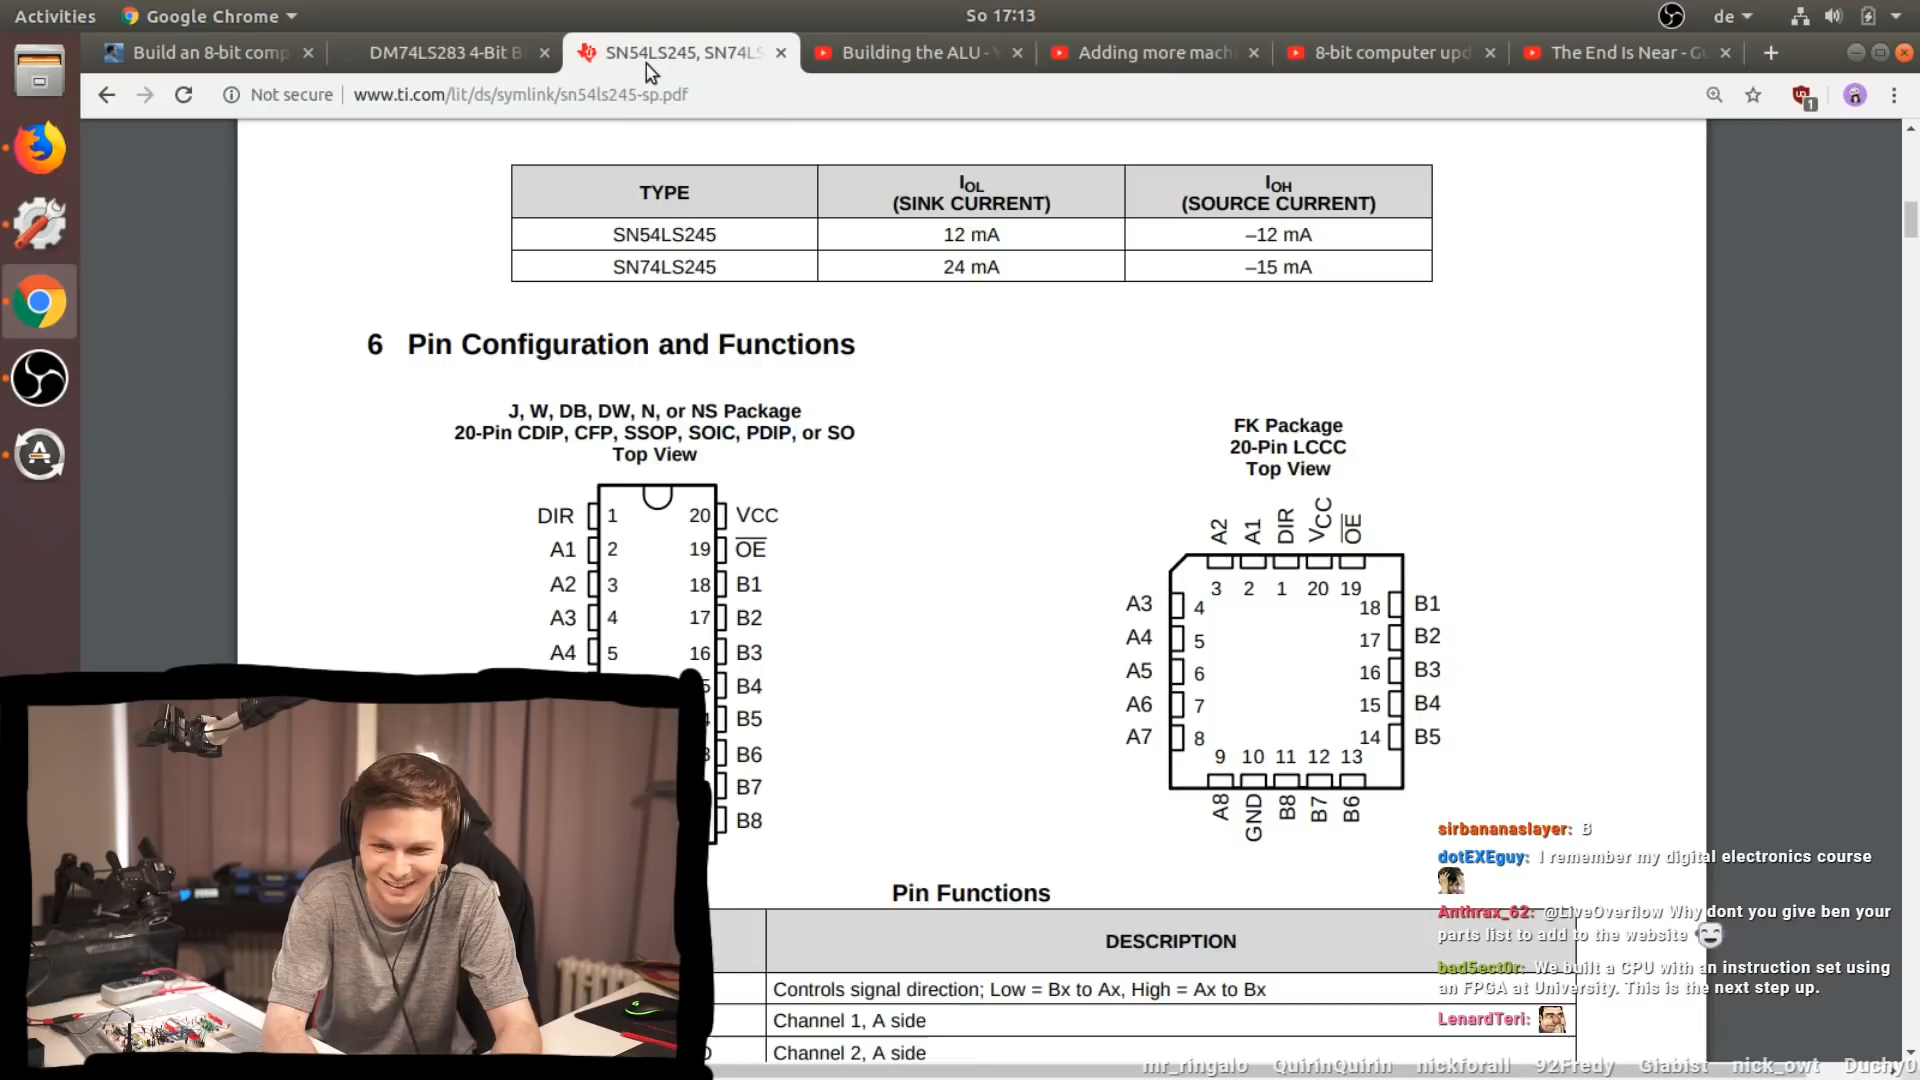 Activities
Google Chrome
So 17:13
de
Build an 8-bit comp
DM74LS283 4-Bit B
SN54LS245, SN74LS
Building the ALU - Y
Adding more mach
8-bit computer upd
The End Is Near - G
Not secure
www.ti.com/lit/ds/symlink/sn54ls245-sp.pdf
1
TYPE
IOL
(SINK CURRENT)
IOH
(SOURCE CURRENT)
SN54LS245
12 mA
–12 mA
SN74LS245
24 mA
–15 mA
6 Pin Configuration and Functions
J, W, DB, DW, N, or NS Package
20-Pin CDIP, CFP, SSOP, SOIC, PDIP, or SO
Top View
DIR 1 20 VCC
A1 2 19 OE
A2 3 18 B1
A3 4 17 B2
A4 5 16 B3
5 B4
B5
B6
B7
B8
FK Package
20-Pin LCCC
Top View
A2 A1 DIR VCC OE
3 2 1 20 19
A3 4 18 B1
A4 5 17 B2
A5 6 16 B3
A6 7 15 B4
A7 8 14 B5
9 10 11 12 13
A8 GND B8 B7 B6
Pin Functions
DESCRIPTION
Controls signal direction; Low = Bx to Ax, High = Ax to Bx
Channel 1, A side
Channel 2, A side
sirbananaslayer: B
dotEXEguy: I remember my digital electronics course
Anthrax_62: @LiveOverflow Why dont you give ben your
parts list to add to the website
bad5ect0r: We built a CPU with an instruction set using
an FPGA at University. This is the next step up.
LenardTeri:
mr_ringalo QuirinQuirin nickforall 92Fredy Giabist nick_owt Duchy0